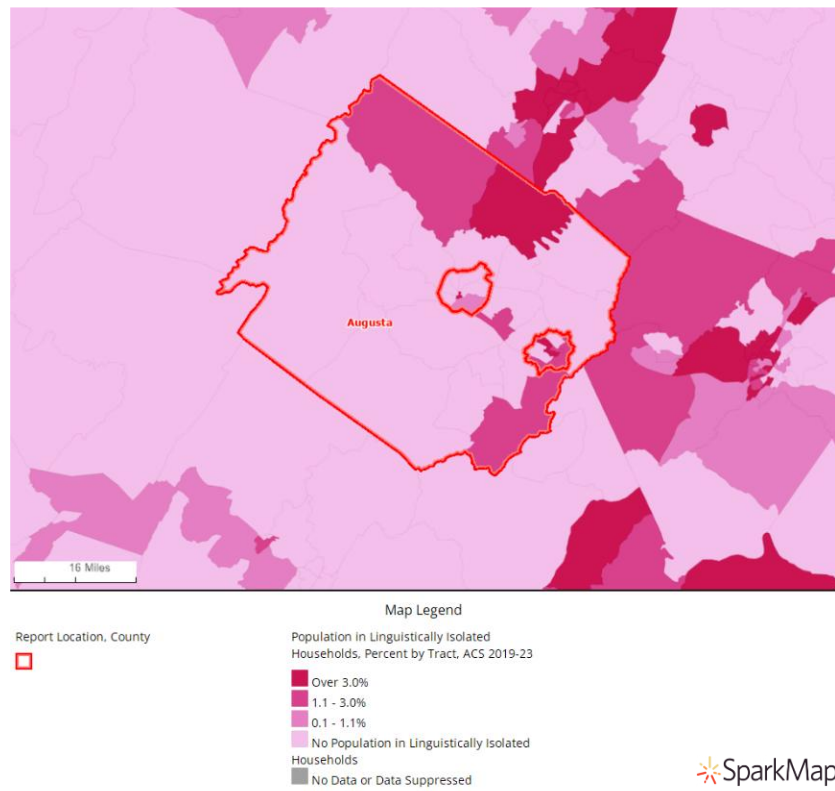 Augusta
16 Miles
Map Legend
Report Location, County
Population in Linguistically Isolated
Households, Percent by Tract, ACS 2019-23
Over 3.0%
1.1 - 3.0%
0.1 - 1.1%
No Population in Linguistically Isolated
Households
No Data or Data Suppressed
SparkMap